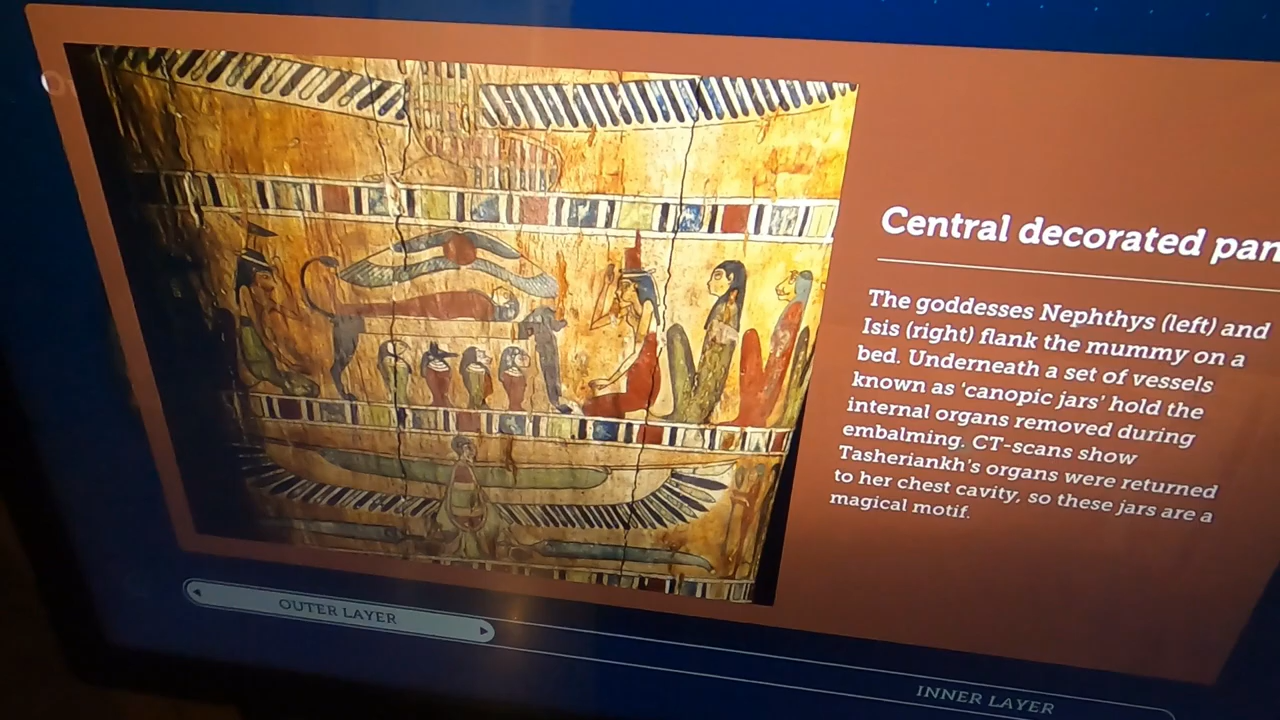 Central decorated pan
The goddesses Nephthys (left) and
Isis (right) flank the mummy on a
bed. Underneath a set of vessels
known as 'canopic jars' hold the
internal organs removed during
embalming. CT-scans show
Tasheriankh's organs were returned
to her chest cavity, so these jars are a
magical motif.
OUTER LAYER
INNER LAYER